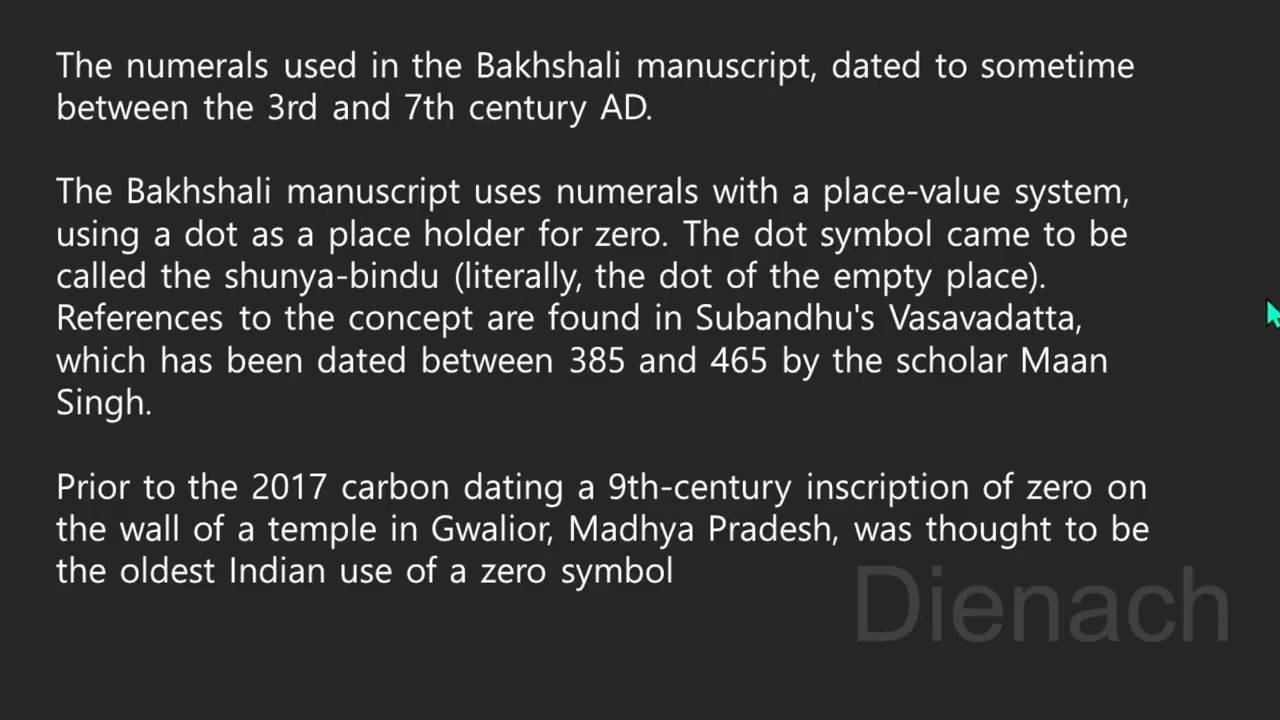 The numerals used in the Bakhshali manuscript, dated to sometime
between the 3rd and 7th century AD.
The Bakhshali manuscript uses numerals with a place-value system,
using a dot as a place holder for zero. The dot symbol came to be
called the shunya-bindu (literally, the dot of the empty place).
References to the concept are found in Subandhu's Vasavadatta,
which has been dated between 385 and 465 by the scholar Maan
Singh.
Prior to the 2017 carbon dating a 9th-century inscription of zero on
the wall of a temple in Gwalior, Madhya Pradesh, was thought to be
the oldest Indian use of a zero symbol
Dienach